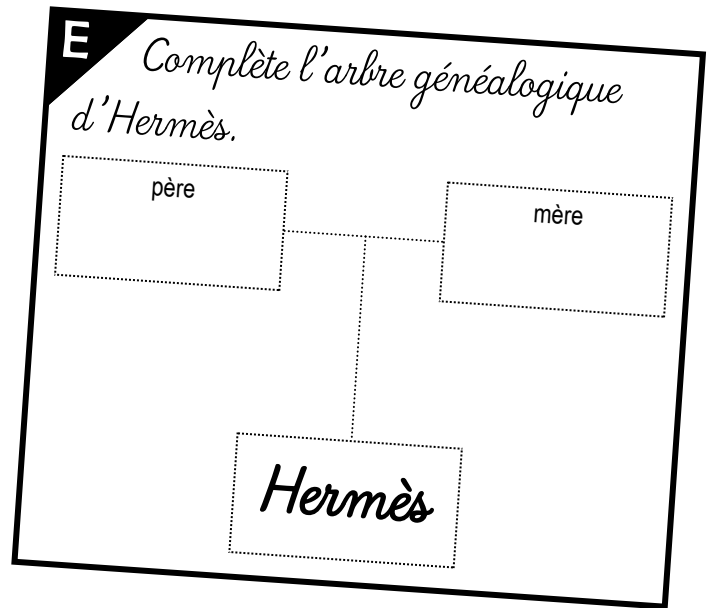 E
Complète l'arbre généalogique
d'Hermès.
père
mère
Hermès